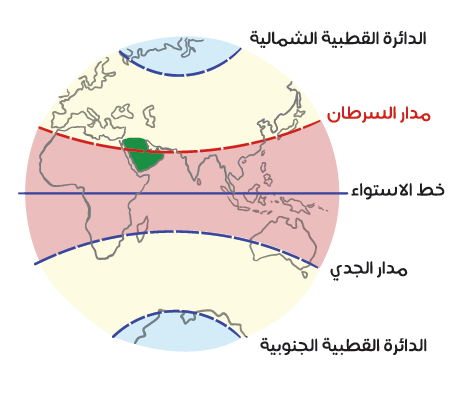 الدائرة القطبية الشمالية
مدار السرطان
خط الاستواء
مدار الجدي
الدائرة القطبية الجنوبية